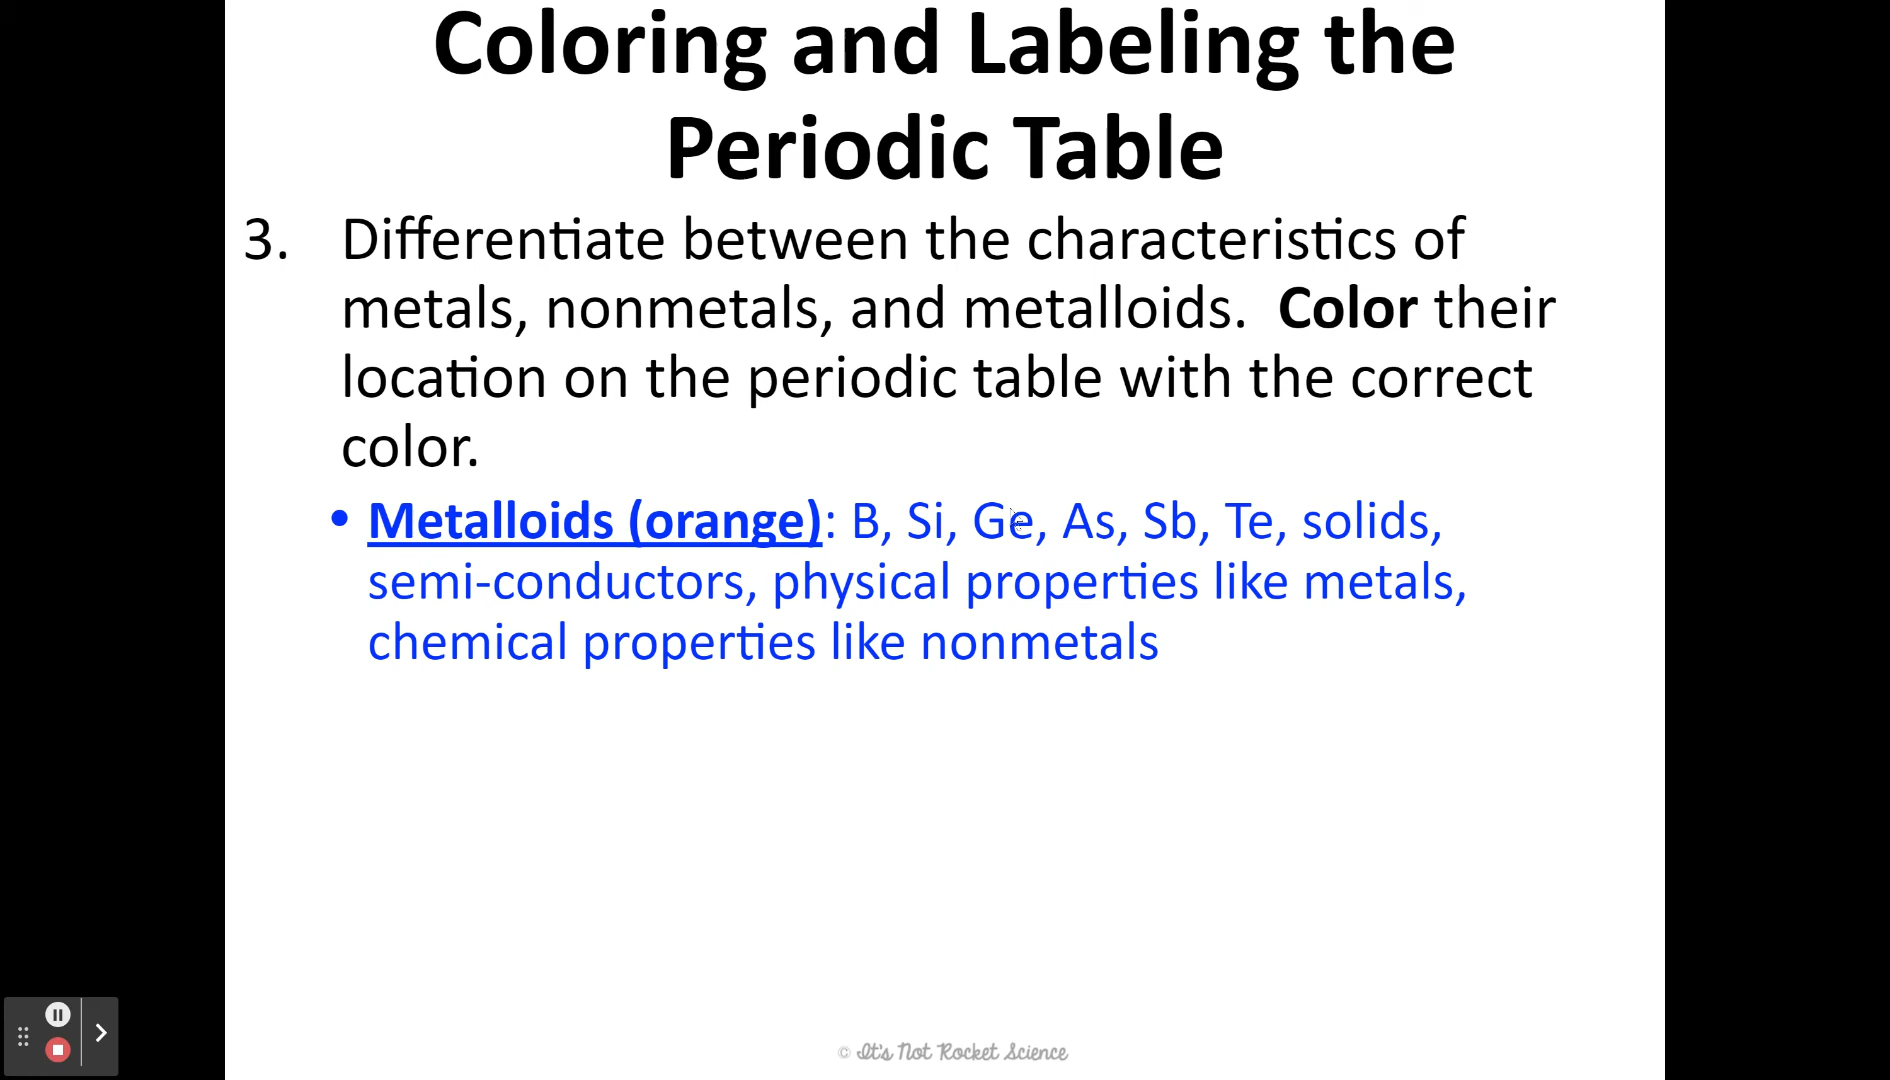 Coloring and Labeling the
Periodic Table
3. Differentiate between the characteristics of
metals, nonmetals, and metalloids. Color their
location on the periodic table with the correct
color.
• Metalloids (orange): B, Si, Ge, As, Sb, Te, solids,
semi-conductors, physical properties like metals,
chemical properties like nonmetals
© It's Not Rocket Science